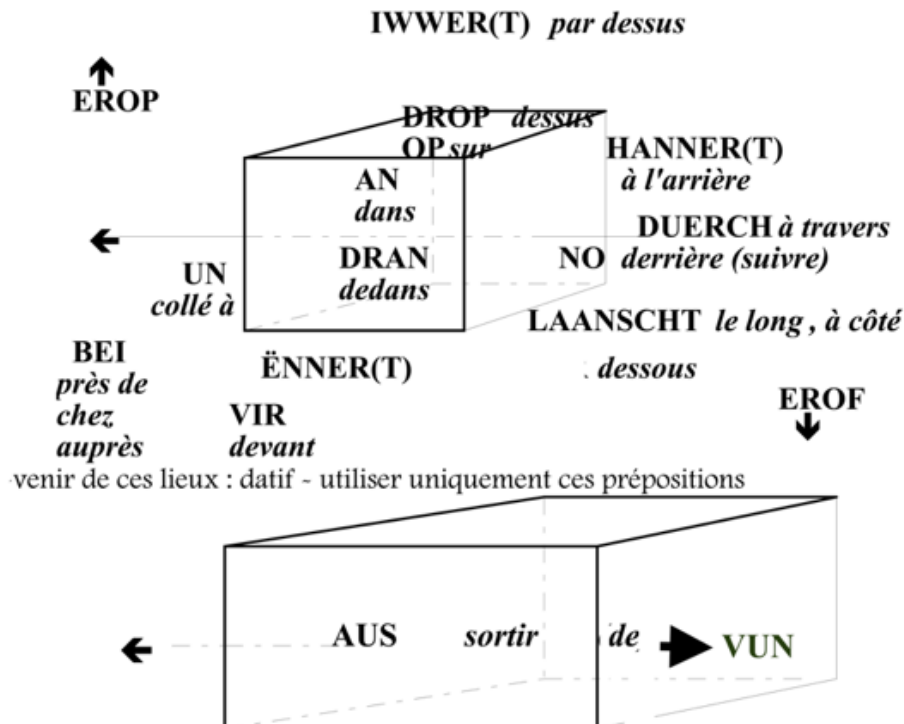 IWWER(T) par dessus
EROP
DROP dessus
OP sur
HANNER(T)
à l'arrière
AN
dans
DUERCH à travers
DRAN
dedans
NO derrière (suivre)
UN
collé à
LAANSCHT le long , à côté
BEI
près de
chez
auprès
ËNNER(T) dessous
EROF
VIR
devant
venir de ces lieux : datif - utiliser uniquement ces prépositions
AUS sortir de
VUN